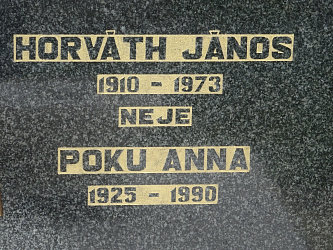 HORVÁTH JÁNOS
1910 - 1973
NEJE
POKU ANNA
1925 - 1990